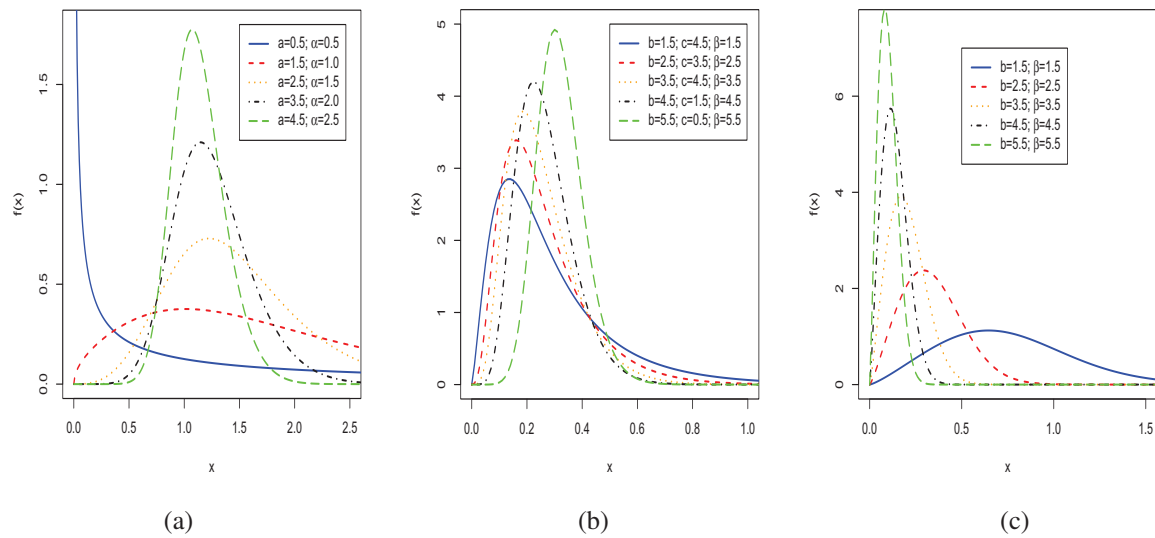 a=0.5; α=0.5
a=1.5; α=1.0
a=2.5; α=1.5
a=3.5; α=2.0
a=4.5; α=2.5
f(x)
0.0
0.5
1.0
1.5
0.0
0.5
1.0
1.5
2.0
2.5
x
(a)
b=1.5; c=4.5; β=1.5
b=2.5; c=3.5; β=2.5
b=3.5; c=4.5; β=3.5
b=4.5; c=1.5; β=4.5
b=5.5; c=0.5; β=5.5
f(x)
0
1
2
3
4
5
0.0
0.2
0.4
0.6
0.8
1.0
x
(b)
b=1.5; β=1.5
b=2.5; β=2.5
b=3.5; β=3.5
b=4.5; β=4.5
b=5.5; β=5.5
f(x)
0
2
4
6
0.0
0.5
1.0
1.5
x
(c)